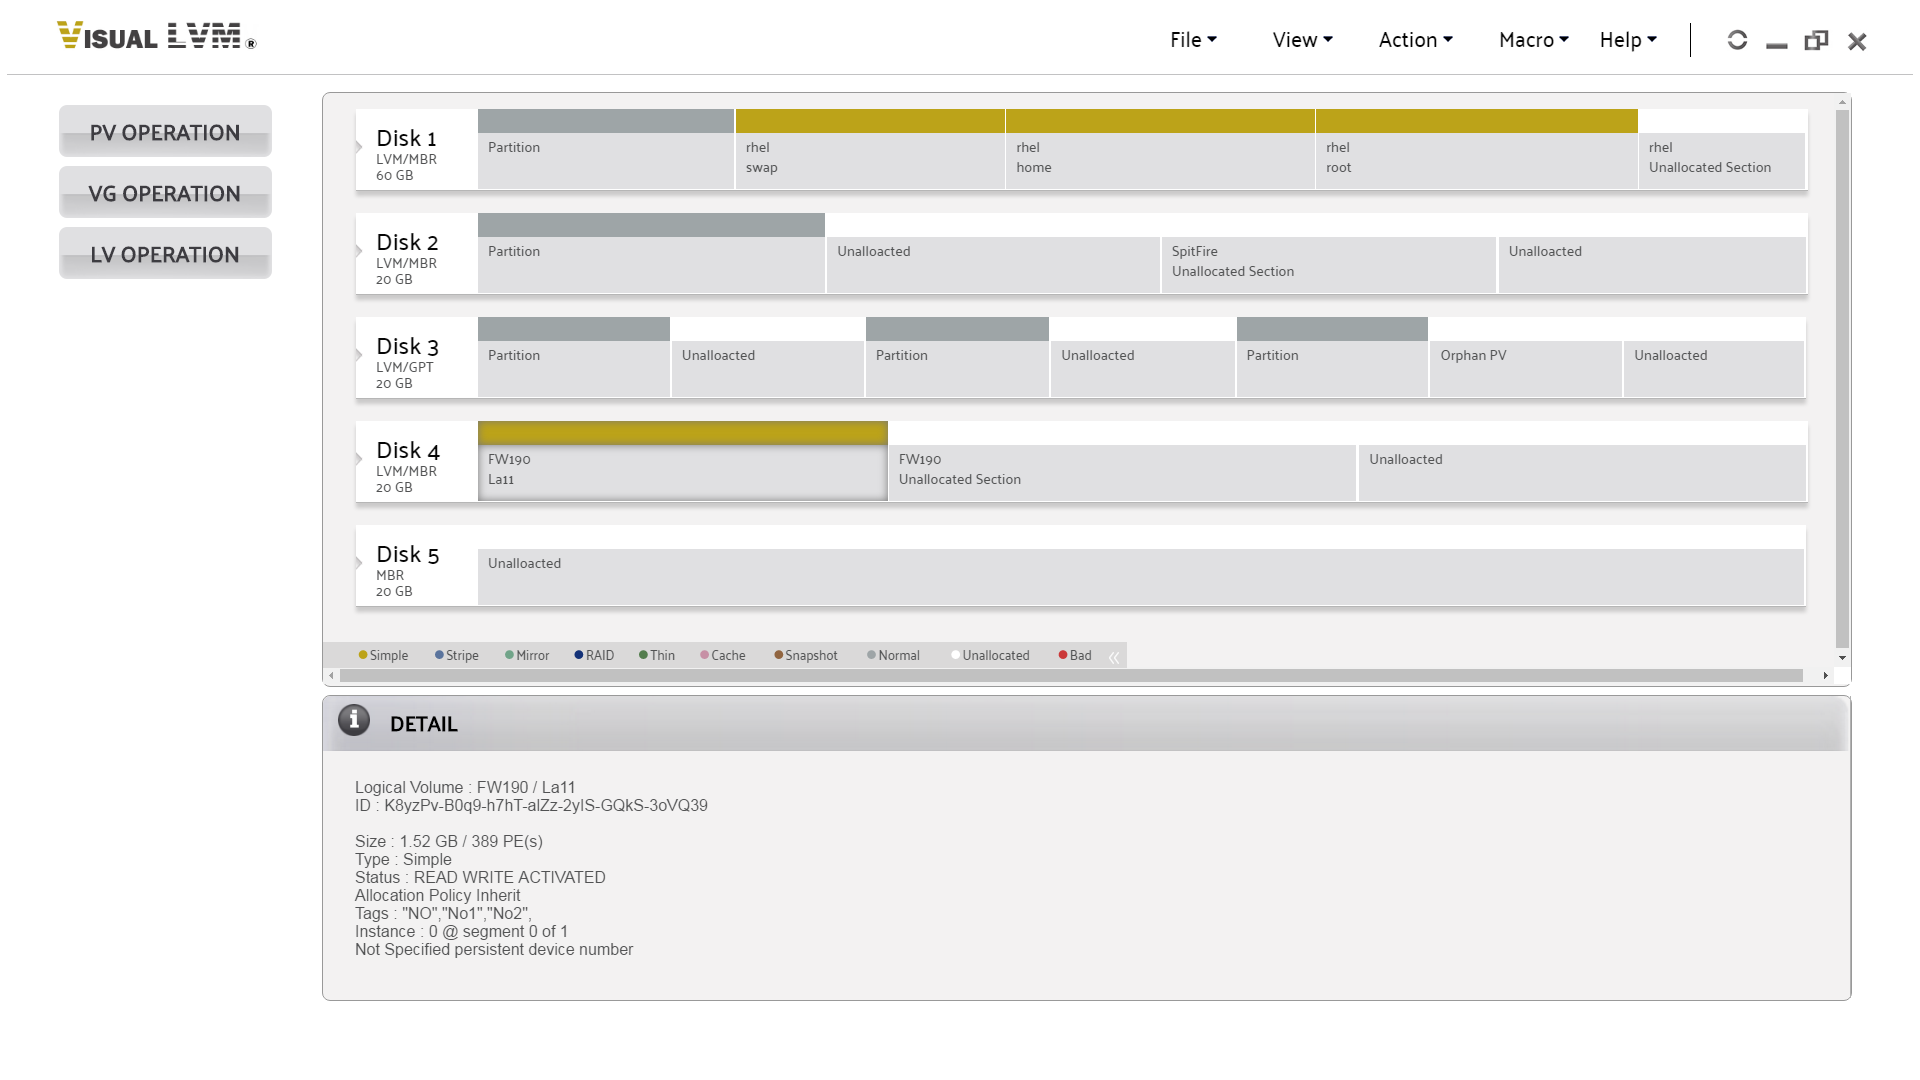 VISUAL LVM ®
File View Action Macro Help
PV OPERATION
VG OPERATION
LV OPERATION
Disk 1
LVM/MBR
60 GB
Partition
rhel
swap
rhel
home
rhel
root
rhel
Unallocated Section
Disk 2
LVM/MBR
20 GB
Partition
Unalloacted
SpitFire
Unallocated Section
Unalloacted
Disk 3
LVM/GPT
20 GB
Partition
Unalloacted
Partition
Unalloacted
Partition
Orphan PV
Unalloacted
Disk 4
LVM/MBR
20 GB
FW190
La11
FW190
Unallocated Section
Unalloacted
Disk 5
MBR
20 GB
Unalloacted
Simple Stripe Mirror RAID Thin Cache Snapshot Normal Unallocated Bad
DETAIL
Logical Volume : FW190 / La11
ID : K8yzPv-B0q9-h7hT-alZz-2yIS-GQkS-3oVQ39
Size : 1.52 GB / 389 PE(s)
Type : Simple
Status : READ WRITE ACTIVATED
Allocation Policy Inherit
Tags : "NO","No1","No2",
Instance : 0 @ segment 0 of 1
Not Specified persistent device number